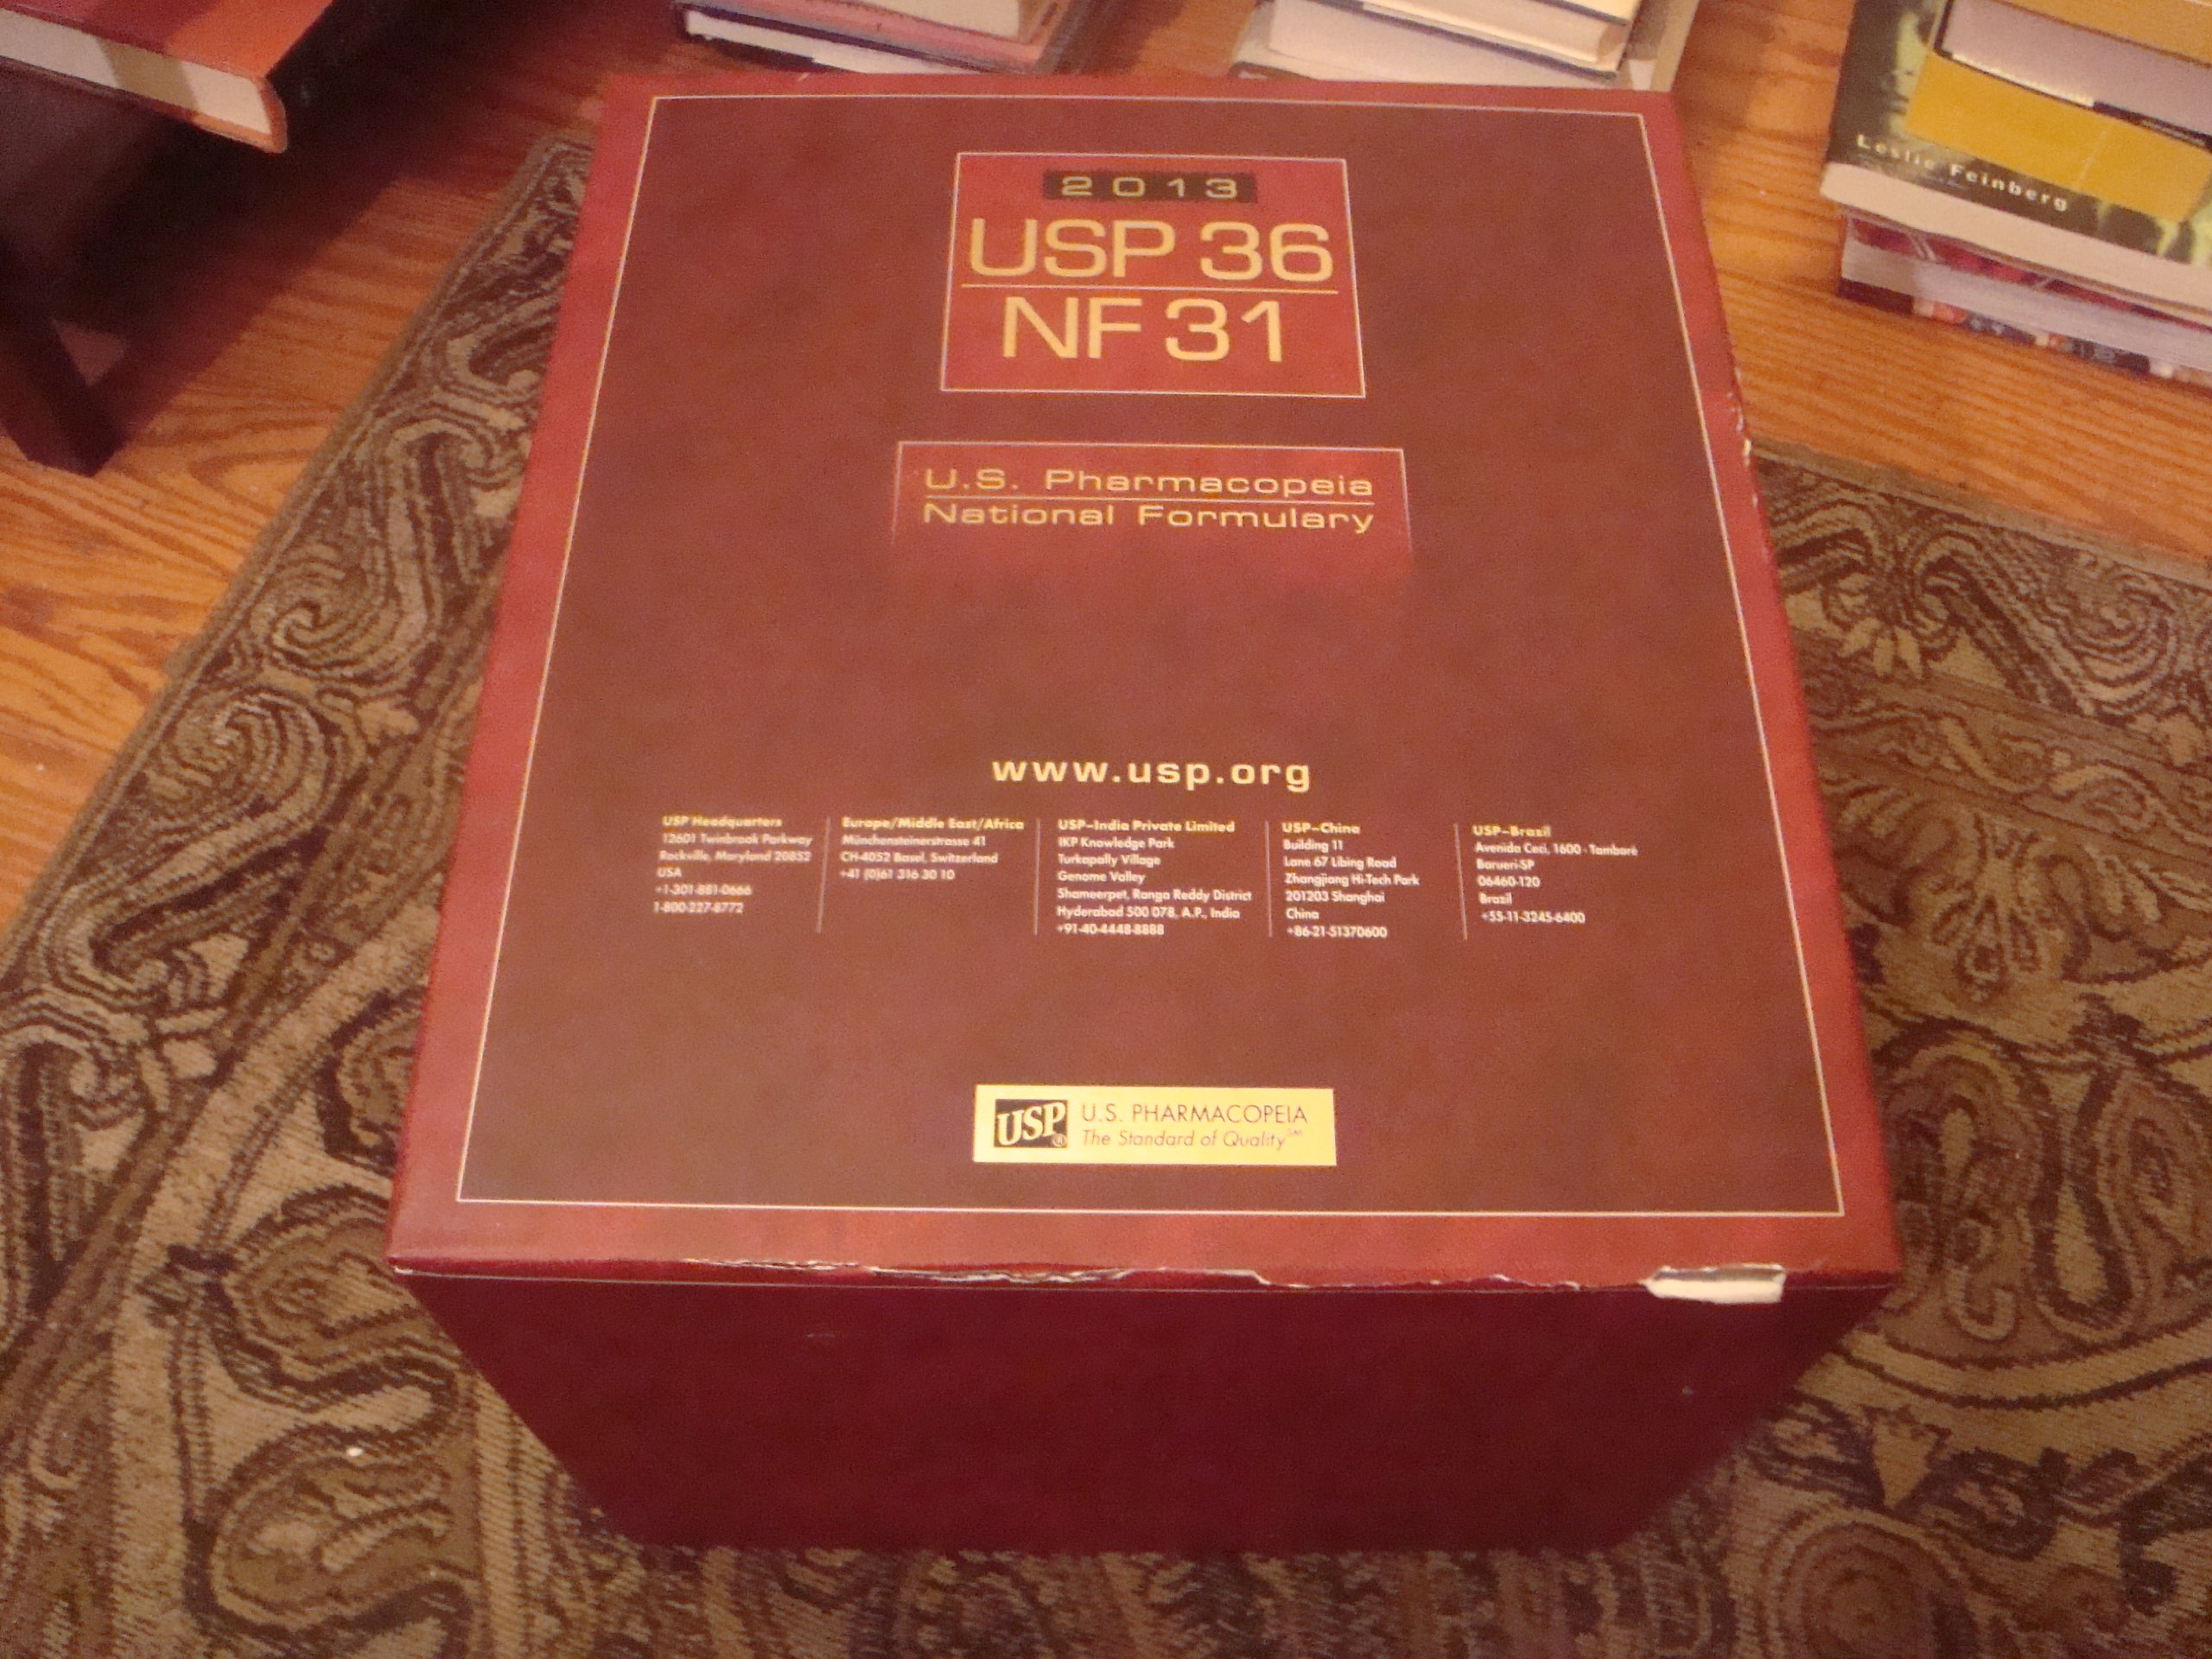 Leslie Feinberg
2013
USP 36
NF 31
U.S. Pharmacopeia
National Formulary
www.usp.org
USP Headquarters
12601 Twinbrook Parkway
Rockville, Maryland 20852
USA
+1-301-881-0666
1-800-227-8772
Europe/Middle East/Africa
Münchensteinerstrasse 41
CH-4052 Basel, Switzerland
+41 (0)61 316 30 10
USP–India Private Limited
IKP Knowledge Park
Turkapally Village
Genome Valley
Shameerpet, Ranga Reddy District
Hyderabad 500 078, A.P., India
+91-40-4448-8888
USP–China
Building 11
Lane 67 Libing Road
Zhangjiang Hi-Tech Park
201203 Shanghai
China
+86-21-51370600
USP–Brazil
Avenida Ceci, 1600 - Tamboré
Barueri-SP
06460-120
Brazil
+55-11-3245-6400
USP®
U.S. PHARMACOPEIA
The Standard of Quality℠